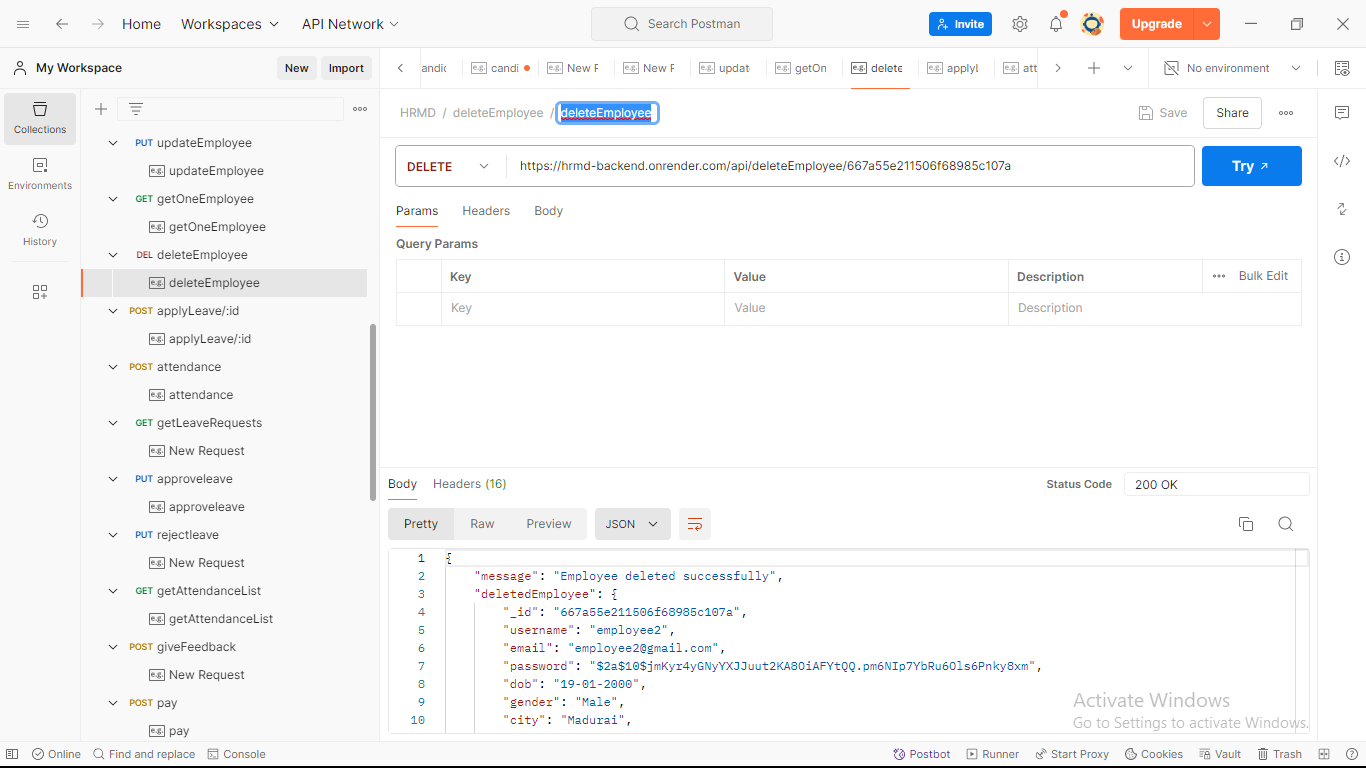 Home Workspaces API Network Search Postman Invite Upgrade
My Workspace New Import
candi New F New F updat getOn delete applyl att No environment
Collections
Environments
History
PUT updateEmployee
e.g. updateEmployee
GET getOneEmployee
e.g. getOneEmployee
DEL deleteEmployee
e.g. deleteEmployee
POST applyLeave/:id
e.g. applyLeave/:id
POST attendance
e.g. attendance
GET getLeaveRequests
e.g. New Request
PUT approveleave
e.g. approveleave
PUT rejectleave
e.g. New Request
GET getAttendanceList
e.g. getAttendanceList
POST giveFeedback
e.g. New Request
POST pay
e.g. pay
HRMD / deleteEmployee / deleteEmployee Save Share
DELETE https://hrmd-backend.onrender.com/api/deleteEmployee/667a55e211506f68985c107a Try
Params Headers Body
Query Params
Key Value Description Bulk Edit
Key Value Description
Body Headers (16) Status Code 200 OK
Pretty Raw Preview JSON
1 {
2 "message": "Employee deleted successfully",
3 "deletedEmployee": {
4 "_id": "667a55e211506f68985c107a",
5 "username": "employee2",
6 "email": "employee2@gmail.com",
7 "password": "$2a$10$jmKyr4yGNyYXJJuut2KA8OiAFYtQQ.pm6NIp7YbRu6Ols6Pnky8xm",
8 "dob": "19-01-2000",
9 "gender": "Male",
10 "city": "Madurai",
Activate Windows
Go to Settings to activate Windows.
Online Find and replace Console Postbot Runner Start Proxy Cookies Vault Trash